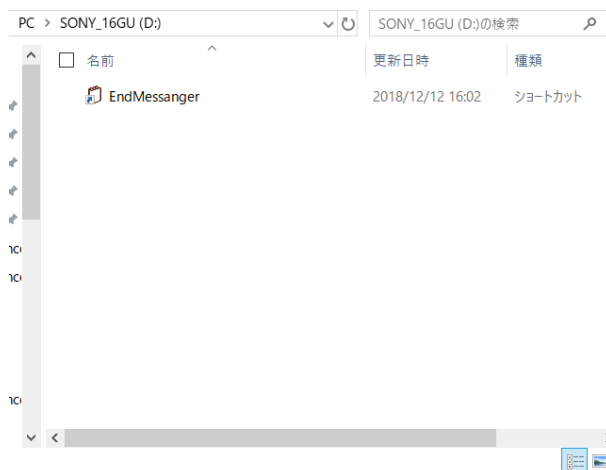 PC > SONY_16GU (D:)
SONY_16GU (D:)の検索
名前
更新日時
種類
EndMessanger
2018/12/12 16:02
ショートカット